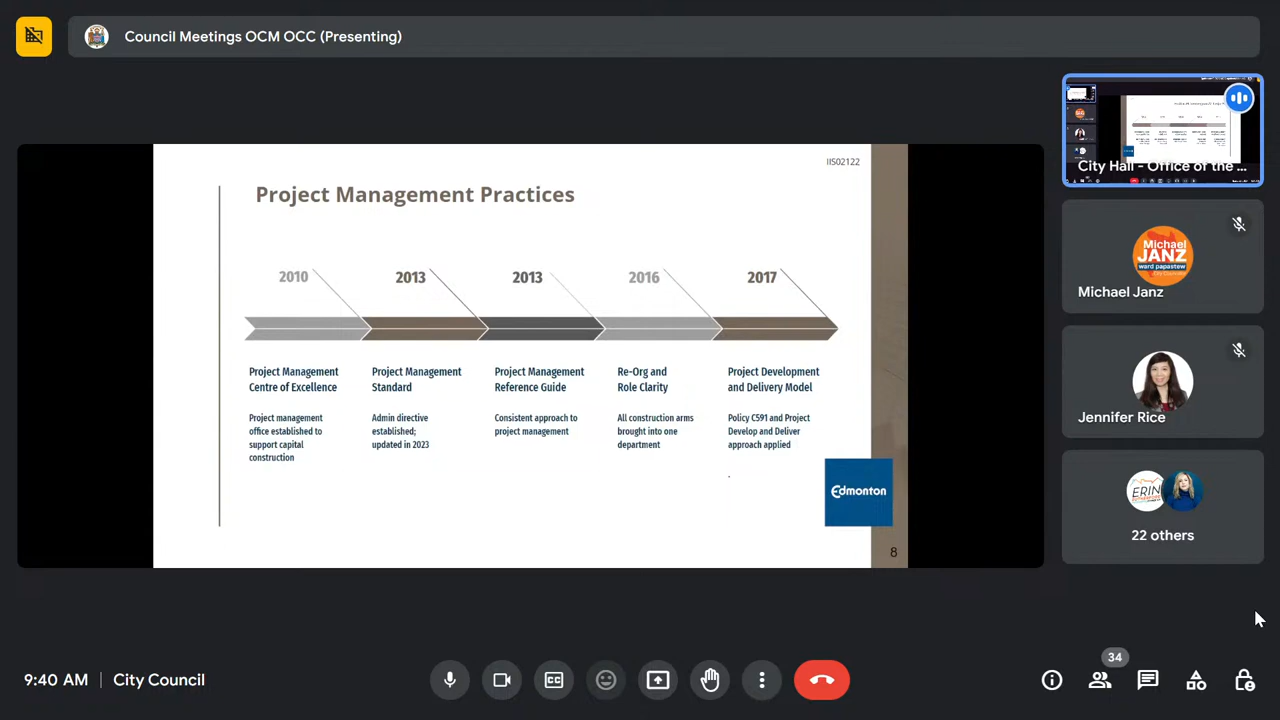 Council Meetings OCM OCC (Presenting)
IIS02122
Project Management Practices
2010
2013
2013
2016
2017
Project Management
Centre of Excellence
Project management
office established to
support capital
construction
Project Management
Standard
Admin directive
established;
updated in 2023
Project Management
Reference Guide
Consistent approach to
project management
Re-Org and
Role Clarity
All construction arms
brought into one
department
Project Development
and Delivery Model
Policy C591 and Project
Develop and Deliver
approach applied
Edmonton
8
City Hall - Office of the ...
Michael
JANZ
ward papastew
Michael Janz
Jennifer Rice
ERIN
22 others
9:40 AM | City Council
CC
34